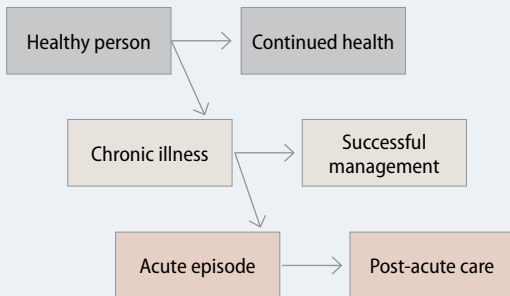 Healthy person
Continued health
Chronic illness
Successful
management
Acute episode
Post-acute care